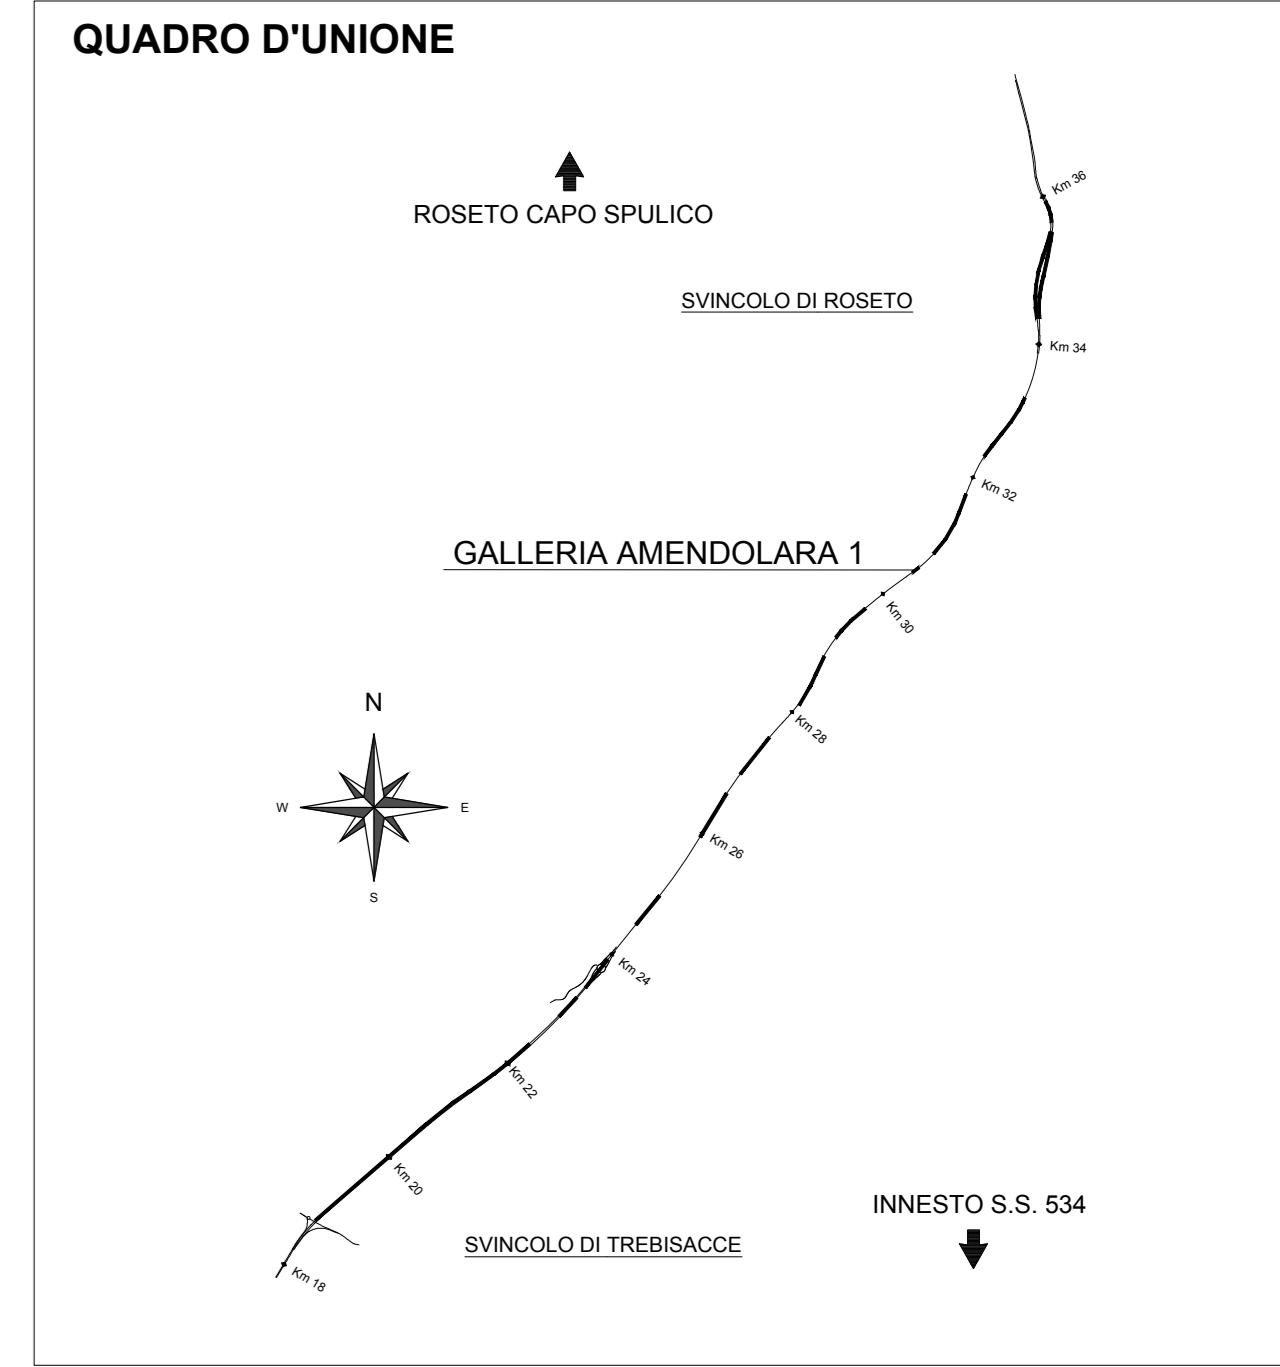 QUADRO D'UNIONE
Km 36
ROSETO CAPO SPULICO
SVINCOLO DI ROSETO
Km 34
Km 32
GALLERIA AMENDOLARA 1
Km 30
N
Km 28
W
E
Km 26
S
Km 24
Km 22
Km 20
INNESTO S.S. 534
SVINCOLO DI TREBISACCE
Km 18